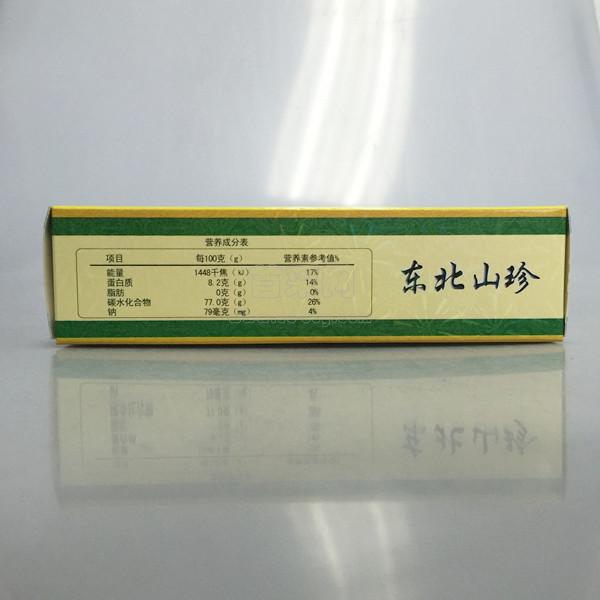 营养成分表
项目 每100克(g) 营养素参考值%
能量 1448千焦(kJ) 17%
蛋白质 8.2克(g) 14%
脂肪 0克(g) 0%
碳水化合物 77.0克(g) 26%
钠 79毫克(mg) 4%
东北山珍